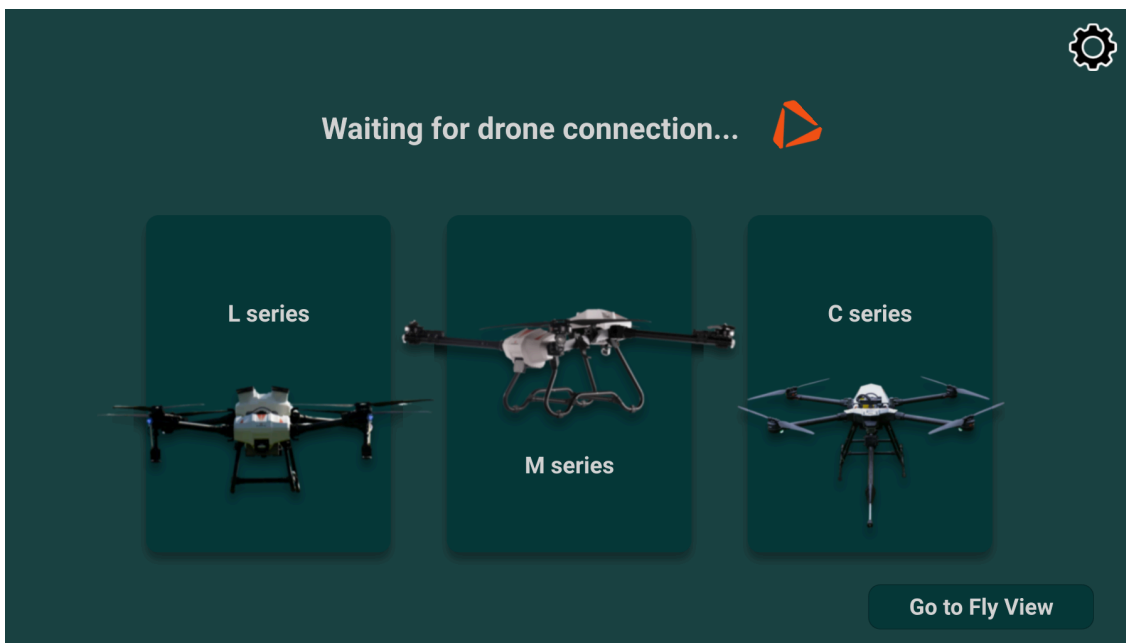 Waiting for drone connection...
L series
C series
M series
Go to Fly View